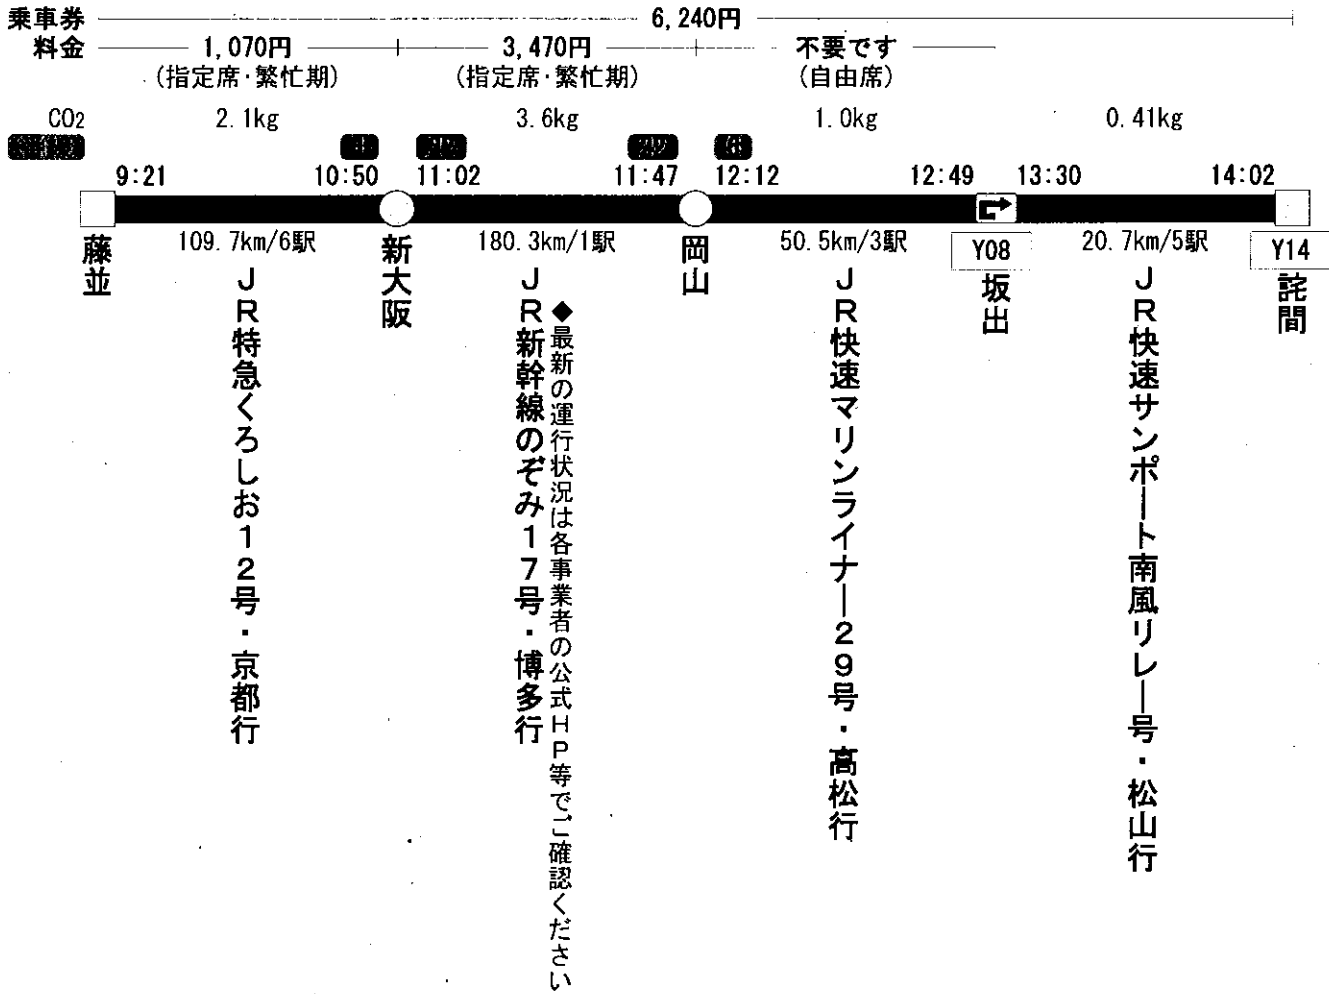 乗車券 6,240円
料金 1,070円 3,470円 不要です
(指定席・繁忙期) (指定席・繁忙期) (自由席)
CO2 2.1kg 3.6kg 1.0kg 0.41kg
9:21 10:50 11:02 11:47 12:12 12:49 13:30 14:02
109.7km/6駅 180.3km/1駅 50.5km/3駅 20.7km/5駅
Y08 Y14
藤並
JR特急くろしお12号・京都行
新大阪
JR新幹線のぞみ17号・博多行
◆最新の運行状況は各事業者の公式HP等でご確認ください
岡山
JR快速マリンライナー29号・高松行
坂出
JR快速サンポート南風リレー号・松山行
詫間